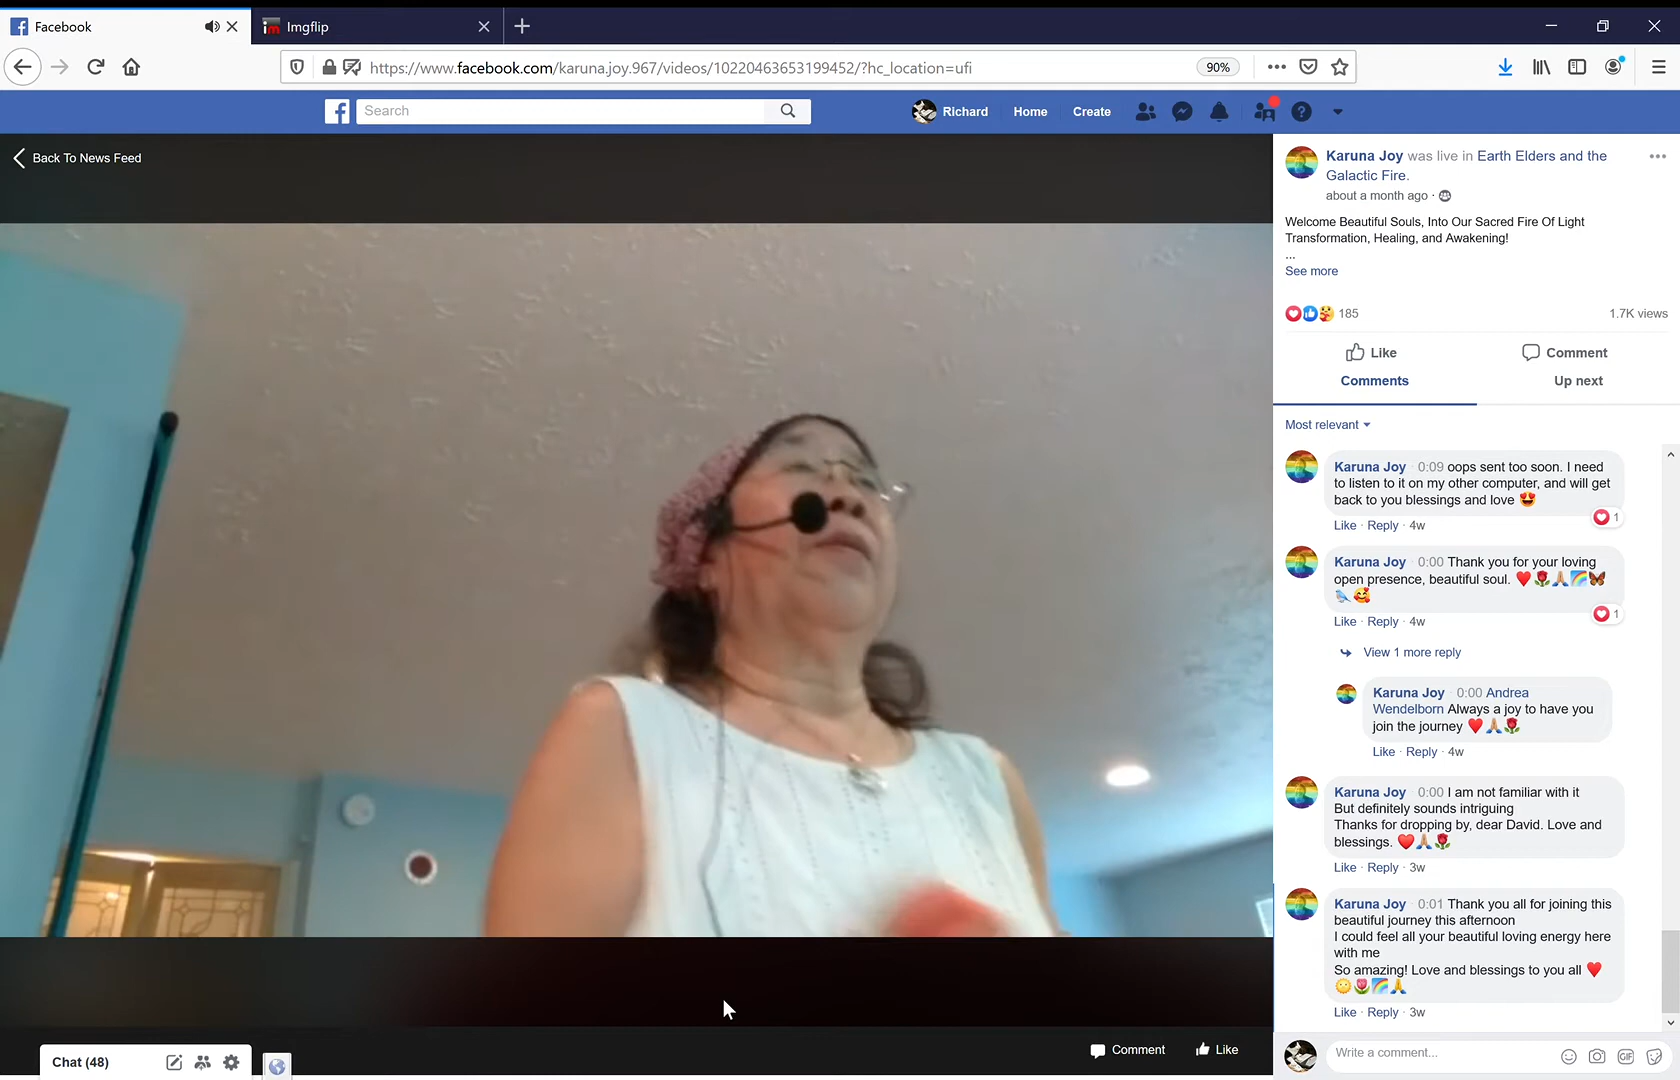 Facebook
Imgflip
https://www.facebook.com/karuna.joy.967/videos/10220463653199452/?hc_location=ufi
90%
Search
Richard
Home
Create
Back To News Feed
Karuna Joy was live in Earth Elders and the
Galactic Fire.
about a month ago ·
Welcome Beautiful Souls, Into Our Sacred Fire Of Light
Transformation, Healing, and Awakening!
...
See more
185
1.7K views
Like
Comment
Comments
Up next
Most relevant
Karuna Joy · 0:09 oops sent too soon. I need
to listen to it on my other computer, and will get
back to you blessings and love 😍
1
Like · Reply · 4w
Karuna Joy · 0:00 Thank you for your loving
open presence, beautiful soul. ❤️🌹🙏🌈🦋
🐦🥰
1
Like · Reply · 4w
View 1 more reply
Karuna Joy · 0:00 Andrea
Wendelborn Always a joy to have you
join the journey ❤️🙏🌹
Like · Reply · 4w
Karuna Joy · 0:00 I am not familiar with it
But definitely sounds intriguing
Thanks for dropping by, dear David. Love and
blessings. ❤️🙏🌹
Like · Reply · 3w
Karuna Joy · 0:01 Thank you all for joining this
beautiful journey this afternoon
I could feel all your beautiful loving energy here
with me
So amazing! Love and blessings to you all ❤️
🌞🌷🌈🙏
Like · Reply · 3w
Comment
Like
Chat (48)
Write a comment...
GIF